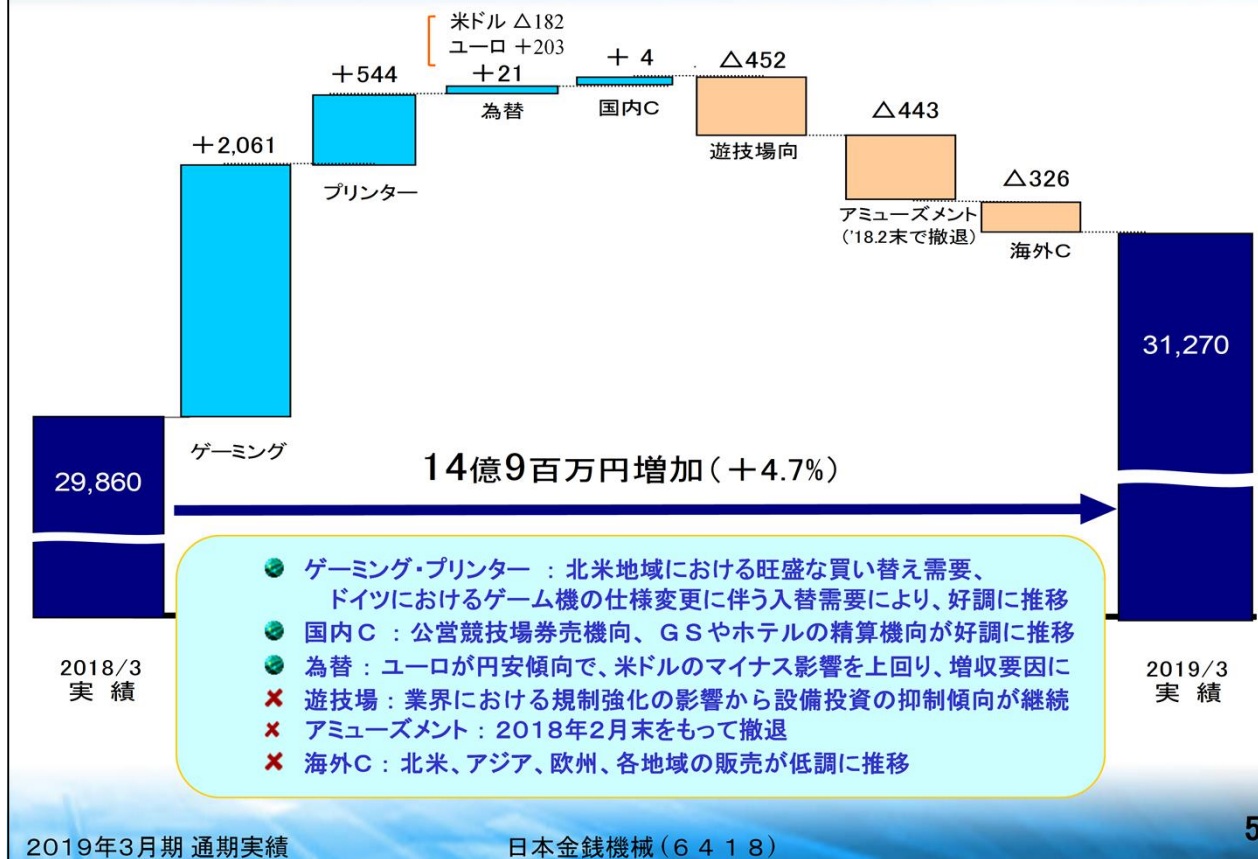 米ドル △182
ユーロ +203
+2,061
+544
+21
+ 4
△452
△443
△326
ゲーミング
プリンター
為替
国内C
遊技場向
アミューズメント
('18.2末で撤退)
海外C
29,860
31,270
14億9百万円増加(+4.7%)
ゲーミング・プリンター : 北米地域における旺盛な買い替え需要、
ドイツにおけるゲーム機の仕様変更に伴う入替需要により、好調に推移
国内C : 公営競技場券売機向、GSやホテルの精算機向が好調に推移
為替 : ユーロが円安傾向で、米ドルのマイナス影響を上回り、増収要因に
遊技場 : 業界における規制強化の影響から設備投資の抑制傾向が継続
アミューズメント : 2018年2月末をもって撤退
海外C : 北米、アジア、欧州、各地域の販売が低調に推移
2018/3
実 績
2019/3
実 績
2019年3月期 通期実績
日本金銭機械(6418)
5